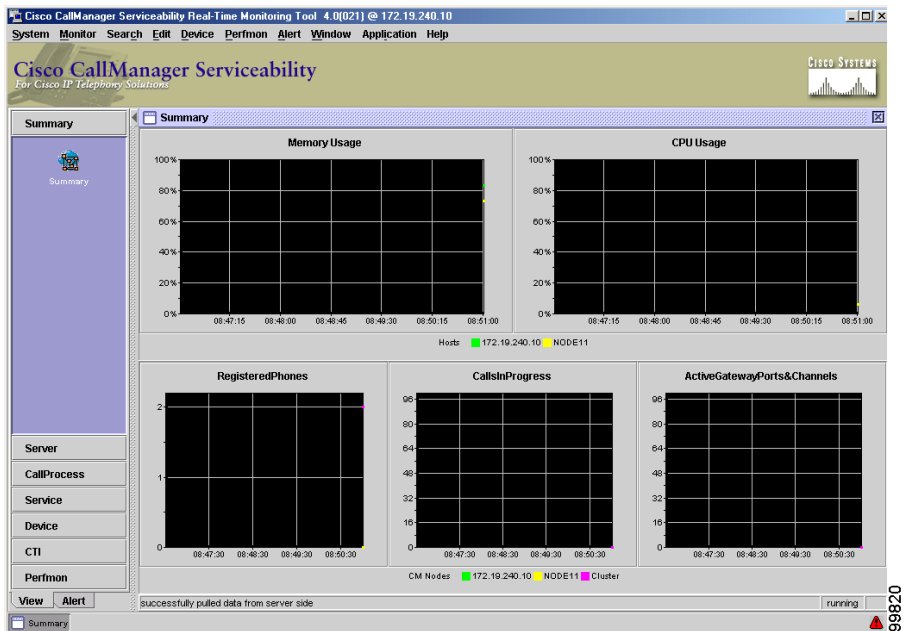 Cisco CallManager Serviceability Real-Time Monitoring Tool 4.0(021) @ 172.19.240.10
System Monitor Search Edit Device Perfmon Alert Window Application Help
Cisco CallManager Serviceability
For Cisco IP Telephony Solutions
CISCO SYSTEMS
Summary
Summary
Summary
Memory Usage
100%
80%
60%
40%
20%
0%
08:47:15 08:48:00 08:48:45 08:49:30 08:50:15 08:51:00
CPU Usage
100%
80%
60%
40%
20%
0%
08:47:15 08:48:00 08:48:45 08:49:30 08:50:15 08:51:00
Hosts 172.19.240.10 NODE11
RegisteredPhones
2
1
0
08:47:30 08:48:30 08:49:30 08:50:30
CallsInProgress
96
80
64
48
32
16
0
08:47:30 08:48:30 08:49:30 08:50:30
ActiveGatewayPorts&Channels
96
80
64
48
32
16
0
08:47:30 08:48:30 08:49:30 08:50:30
CM Nodes 172.19.240.10 NODE11 Cluster
Server
CallProcess
Service
Device
CTI
Perfmon
View Alert
successfully pulled data from server side
running
Summary
99820